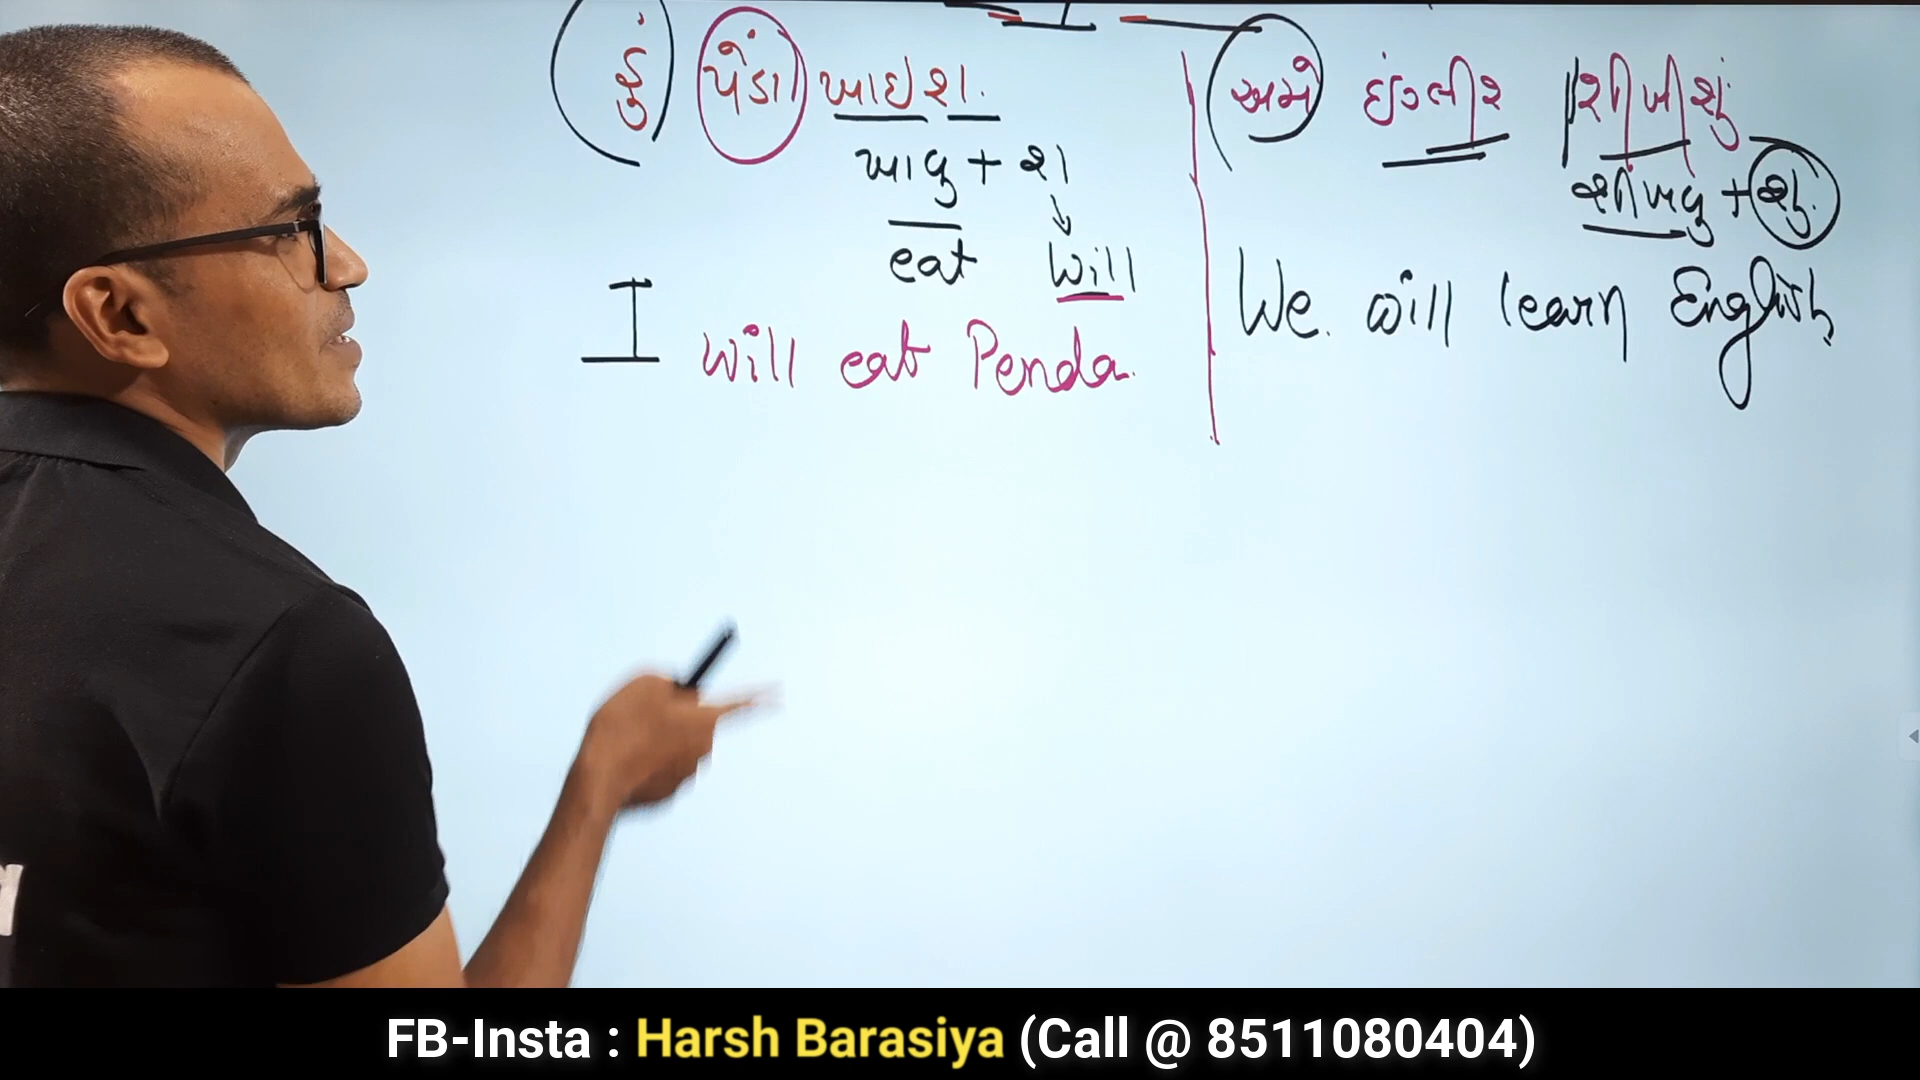 હું પેંડા ખાઇશ.
ખાવુ + શ
eat will
I will eat Penda.
અમે ઇંગ્લીશ શીખીશું
શીખવુ + શું.
We will learn English
FB-Insta : Harsh Barasiya (Call @ 8511080404)